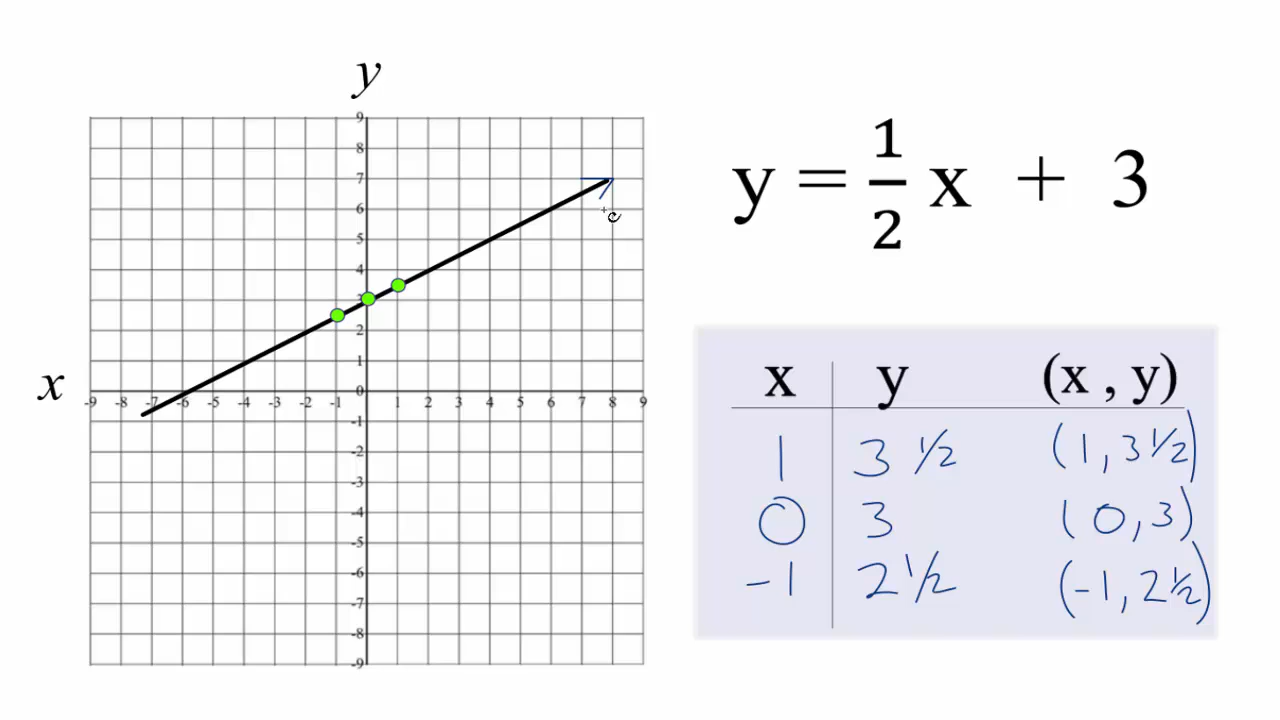 y
9
8
7
6
5
4
3
2
1
x
0
-9 -8 -7 -6 -5 -4 -3 -2 -1 1 2 3 4 5 6 7 8 9
-1
-2
-3
-4
-5
-6
-7
-8
-9
y = 1/2 x + 3
x y (x , y)
1 3 ½ (1, 3 ½)
0 3 (0, 3)
-1 2 ½ (-1, 2 ½)